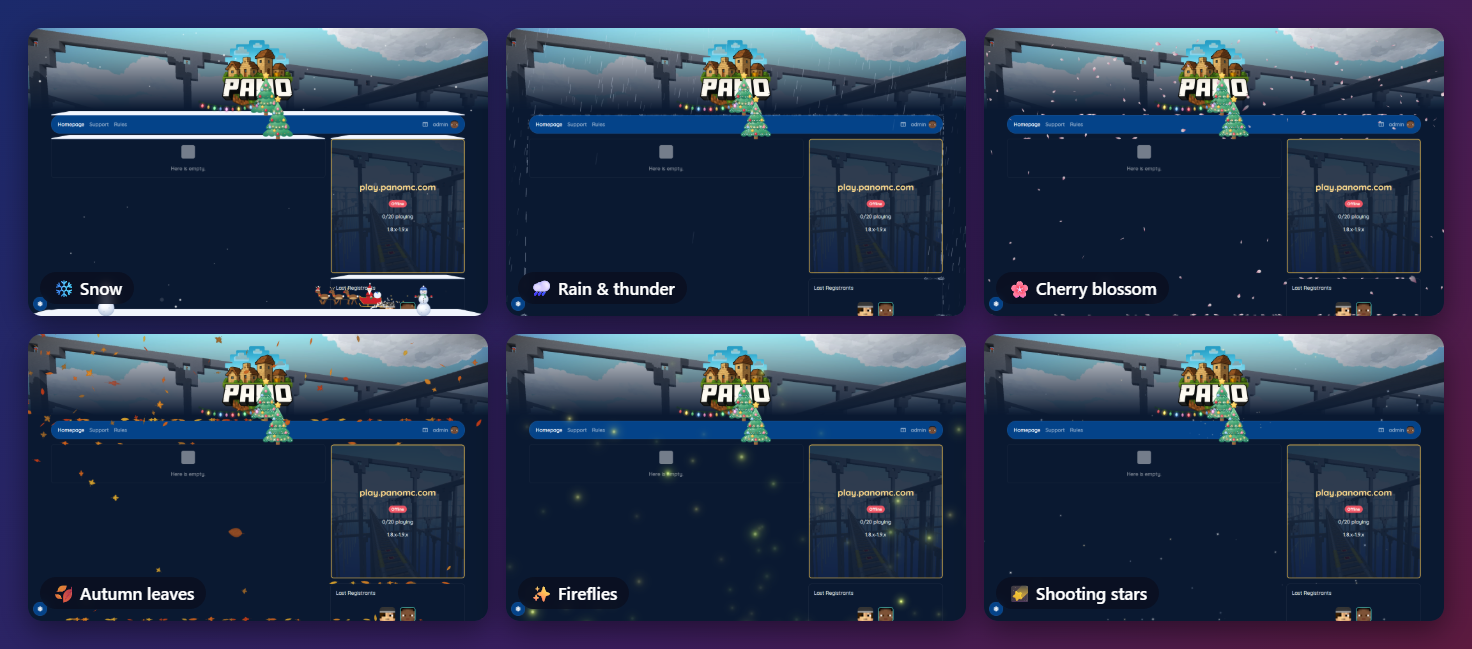 PANO
Homepage Support Rules admin
Here is empty.
play.panomc.com
Offline
0/20 playing
1.8.x-1.9.x
Last Registrants
Snow
PANO
Homepage Support Rules admin
Here is empty.
play.panomc.com
Offline
0/20 playing
1.8.x-1.9.x
Last Registrants
Rain & thunder
PANO
Homepage Support Rules admin
Here is empty.
play.panomc.com
Offline
0/20 playing
1.8.x-1.9.x
Last Registrants
Cherry blossom
PANO
Homepage Support Rules admin
Here is empty.
play.panomc.com
Offline
0/20 playing
1.8.x-1.9.x
Last Registrants
Autumn leaves
PANO
Homepage Support Rules admin
Here is empty.
play.panomc.com
Offline
0/20 playing
1.8.x-1.9.x
Last Registrants
Fireflies
PANO
Homepage Support Rules admin
Here is empty.
play.panomc.com
Offline
0/20 playing
1.8.x-1.9.x
Last Registrants
Shooting stars